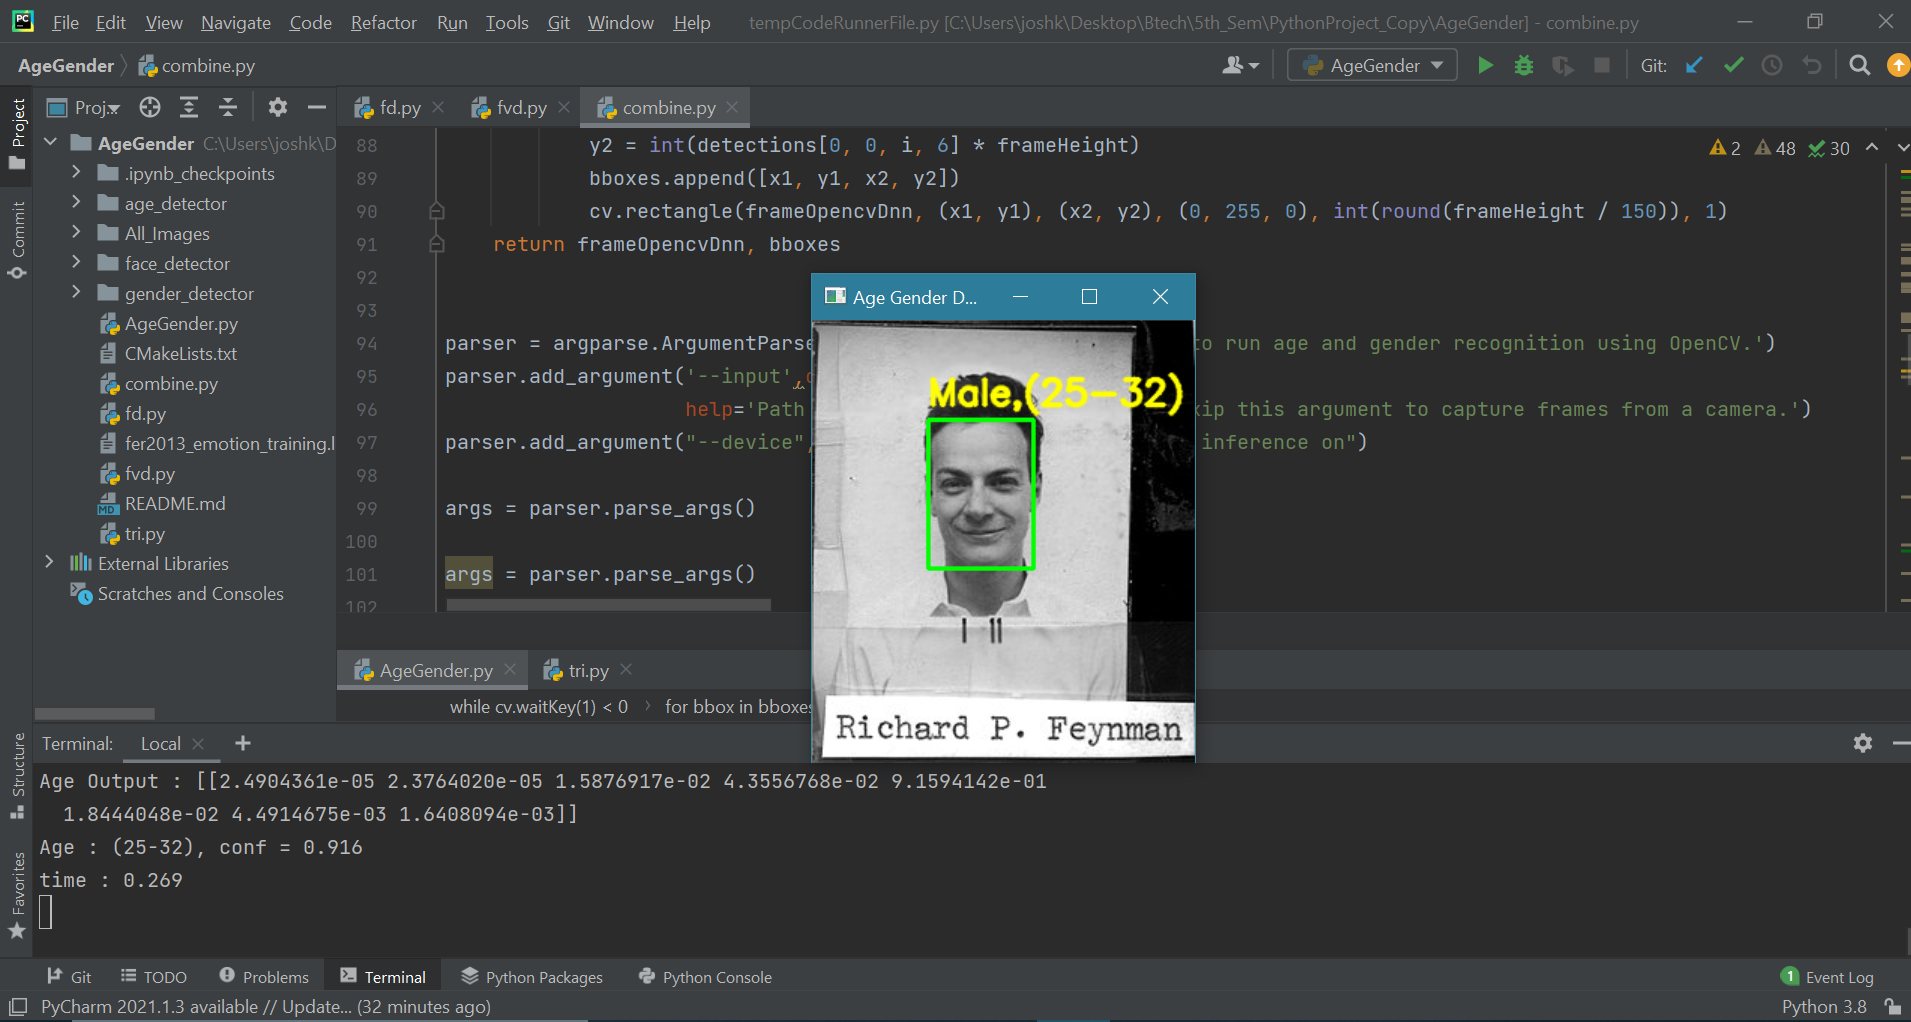 File Edit View Navigate Code Refactor Run Tools Git Window Help tempCodeRunnerFile.py [C:\Users\joshk\Desktop\Btech\5th_Sem\PythonProject_Copy\AgeGender] - combine.py
AgeGender combine.py AgeGender Git:
Project
Commit
Structure
Favorites
Proj...
AgeGender C:\Users\joshk\D
.ipynb_checkpoints
age_detector
All_Images
face_detector
gender_detector
AgeGender.py
CMakeLists.txt
combine.py
fd.py
fer2013_emotion_training.l
fvd.py
README.md
tri.py
External Libraries
Scratches and Consoles
fd.py fvd.py combine.py
2 48 30
88 y2 = int(detections[0, 0, i, 6] * frameHeight)
89 bboxes.append([x1, y1, x2, y2])
90 cv.rectangle(frameOpencvDnn, (x1, y1), (x2, y2), (0, 255, 0), int(round(frameHeight / 150)), 1)
91 return frameOpencvDnn, bboxes
92
93
94 parser = argparse.ArgumentParse to run age and gender recognition using OpenCV.')
95 parser.add_argument('--input',
96 help='Path kip this argument to capture frames from a camera.')
97 parser.add_argument("--device", inference on")
98
99 args = parser.parse_args()
100
101 args = parser.parse_args()
102
Age Gender D...
Male,(25-32)
Richard P. Feynman
AgeGender.py tri.py
while cv.waitKey(1) < 0 for bbox in bboxes
Terminal: Local +
Age Output : [[2.4904361e-05 2.3764020e-05 1.5876917e-02 4.3556768e-02 9.1594142e-01
1.8444048e-02 4.4914675e-03 1.6408094e-03]]
Age : (25-32), conf = 0.916
time : 0.269
Git TODO Problems Terminal Python Packages Python Console 1 Event Log
PyCharm 2021.1.3 available // Update... (32 minutes ago) Python 3.8